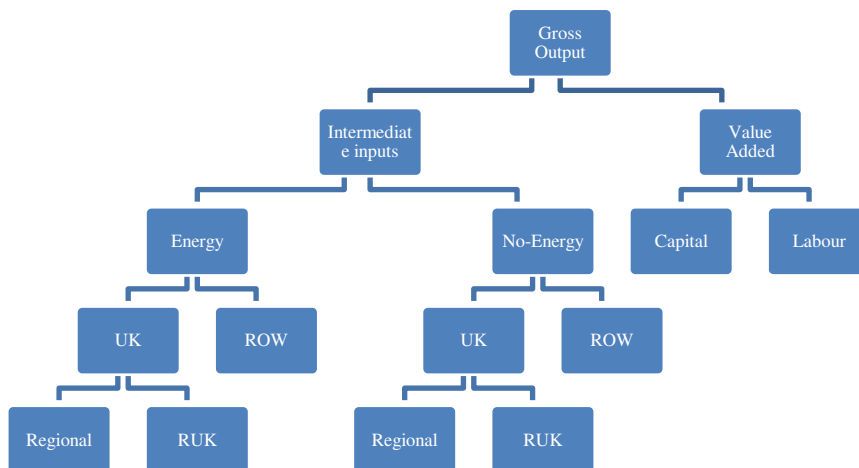 Gross
Output
Intermediat
e inputs
Value
Added
Energy
No-Energy
Capital
Labour
UK
ROW
UK
ROW
Regional
RUK
Regional
RUK